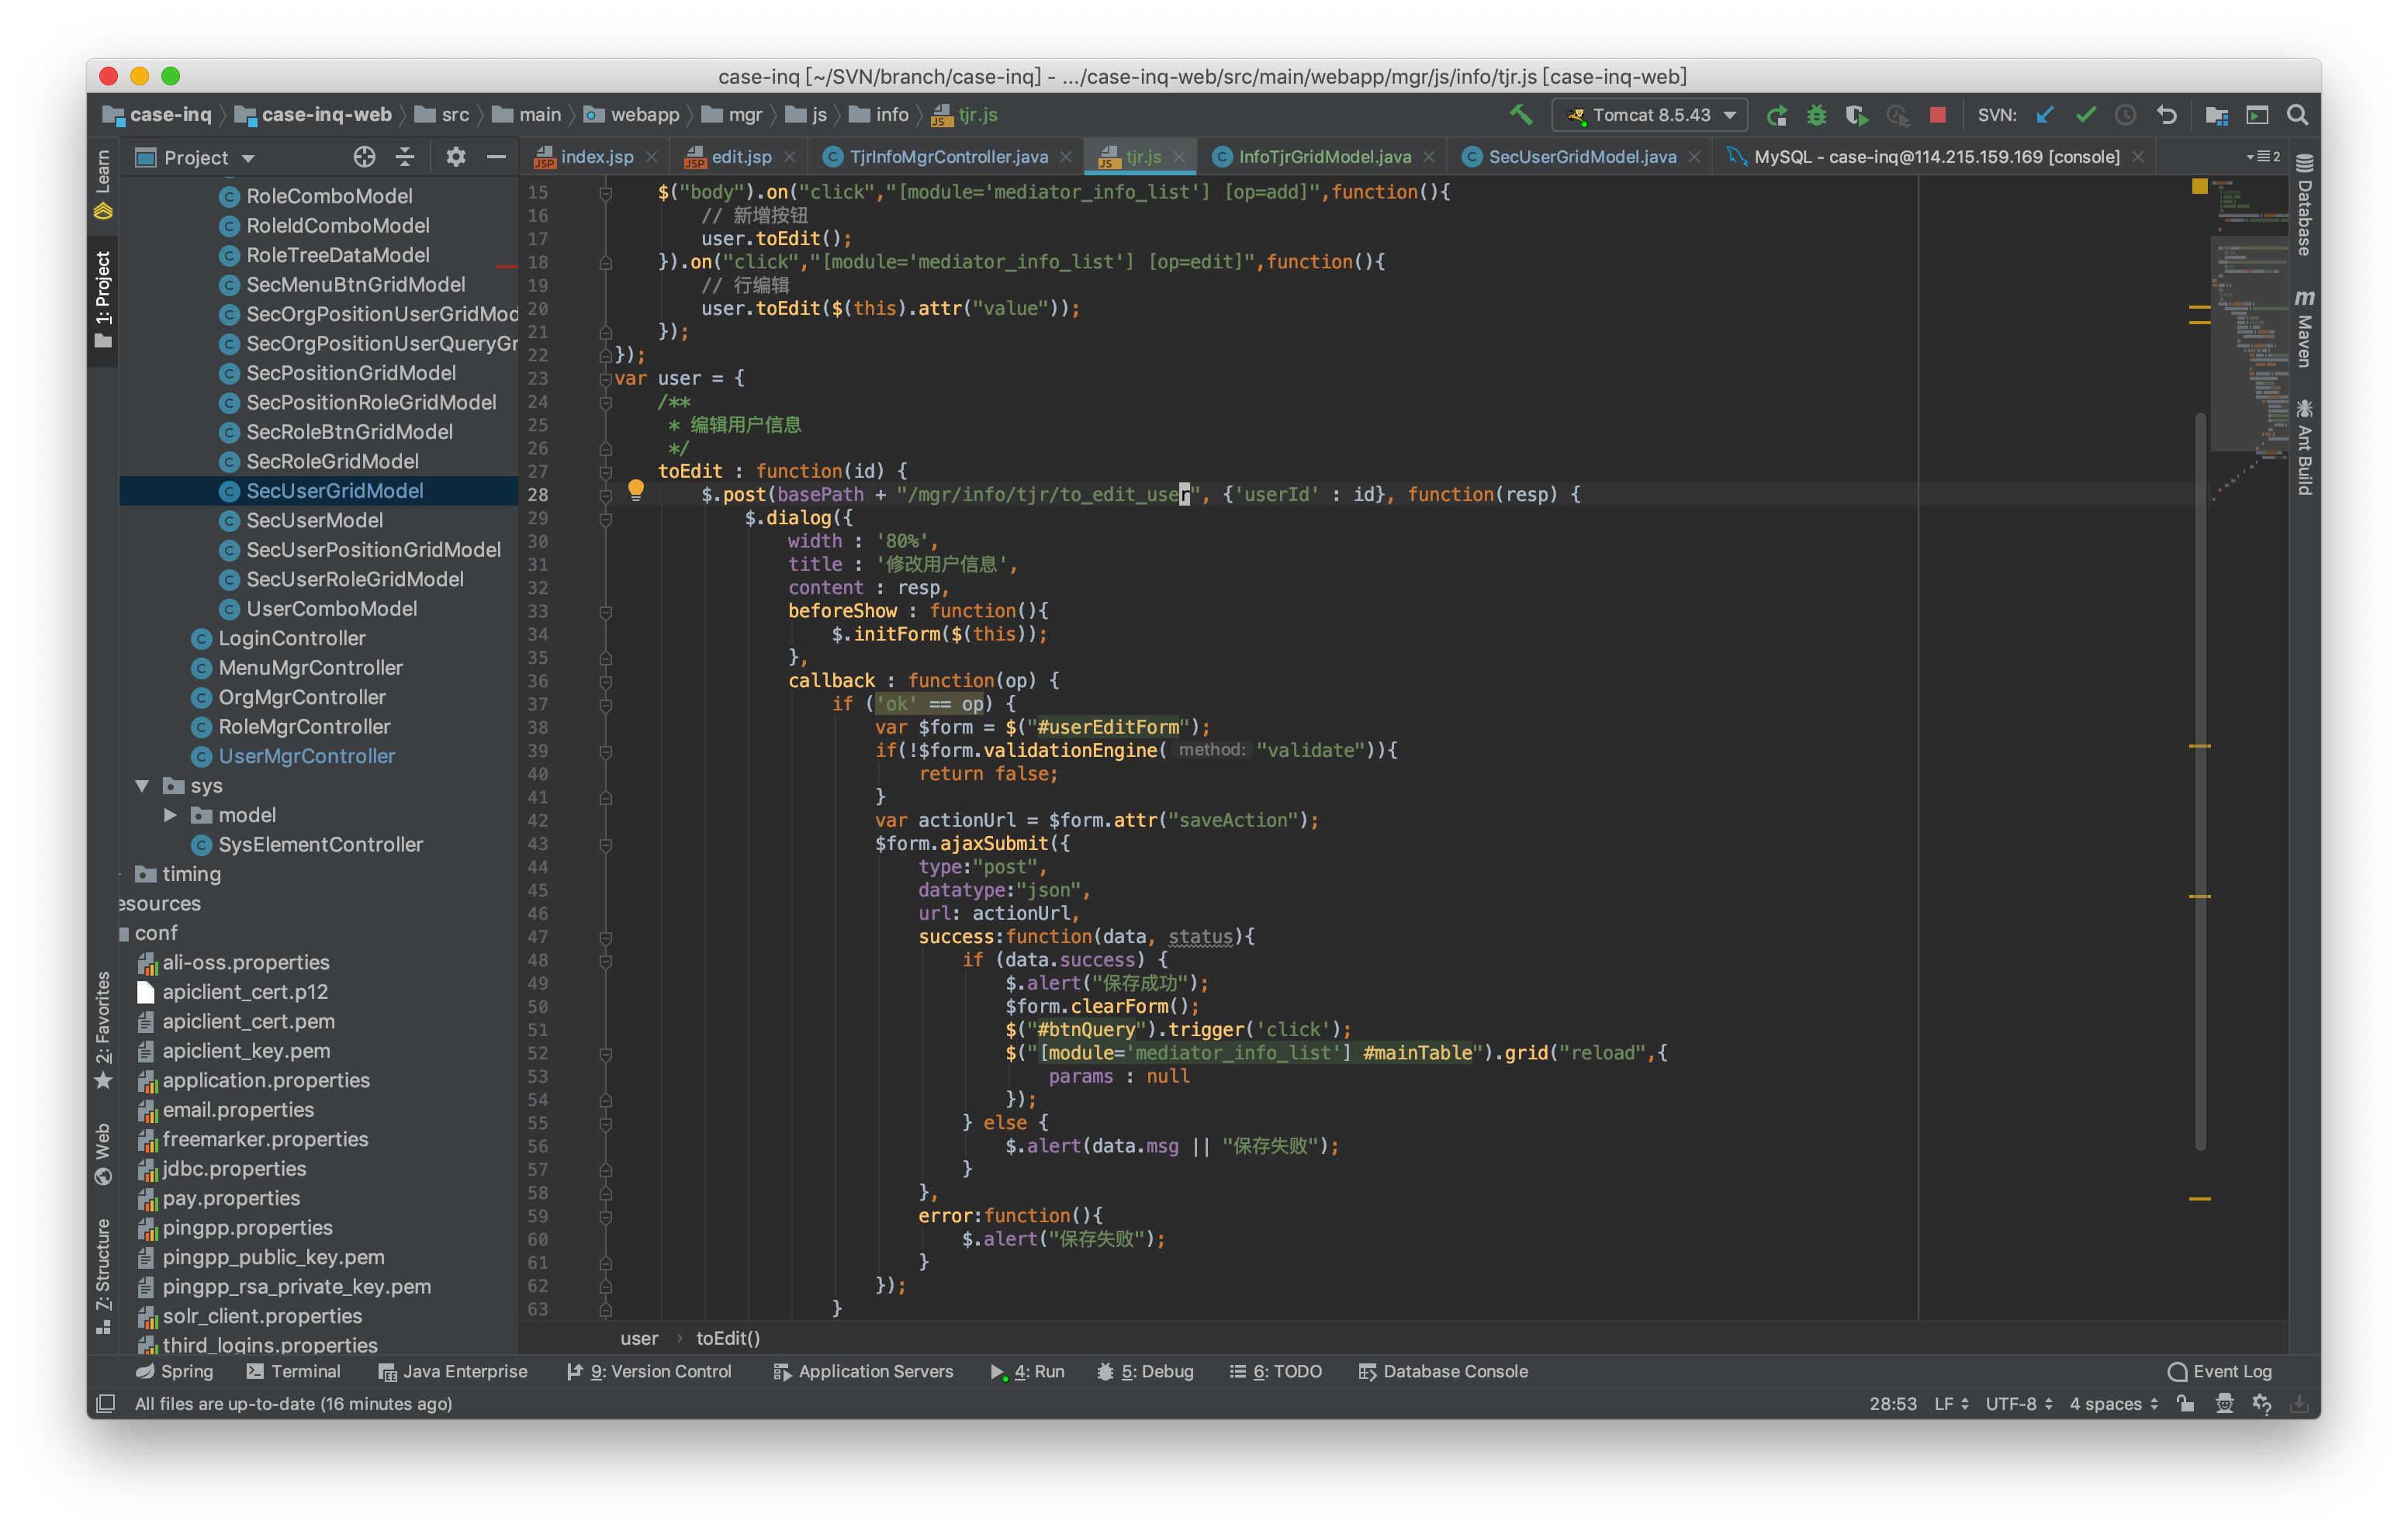 case-inq [~/SVN/branch/case-inq] - .../case-inq-web/src/main/webapp/mgr/js/info/tjr.js [case-inq-web]
case-inq case-inq-web src main webapp mgr js info tjr.js
Tomcat 8.5.43 SVN:
Project
index.jsp edit.jsp TjrInfoMgrController.java tjr.js InfoTjrGridModel.java SecUserGridModel.java MySQL - case-inq@114.215.159.169 [console] 2
Learn
1: Project
2: Favorites
Web
Z: Structure
RoleComboModel
RoleIdComboModel
RoleTreeDataModel
SecMenuBtnGridModel
SecOrgPositionUserGridMod
SecOrgPositionUserQueryGr
SecPositionGridModel
SecPositionRoleGridModel
SecRoleBtnGridModel
SecRoleGridModel
SecUserGridModel
SecUserModel
SecUserPositionGridModel
SecUserRoleGridModel
UserComboModel
LoginController
MenuMgrController
OrgMgrController
RoleMgrController
UserMgrController
sys
model
SysElementController
timing
esources
conf
ali-oss.properties
apiclient_cert.p12
apiclient_cert.pem
apiclient_key.pem
application.properties
email.properties
freemarker.properties
jdbc.properties
pay.properties
pingpp.properties
pingpp_public_key.pem
pingpp_rsa_private_key.pem
solr_client.properties
third_logins.properties
15 $("body").on("click","[module='mediator_info_list'] [op=add]",function(){
16 // 新增按钮
17 user.toEdit();
18 }).on("click","[module='mediator_info_list'] [op=edit]",function(){
19 // 行编辑
20 user.toEdit($(this).attr("value"));
21 });
22 });
23 var user = {
24 /**
25 * 编辑用户信息
26 */
27 toEdit : function(id) {
28 $.post(basePath + "/mgr/info/tjr/to_edit_user", {'userId' : id}, function(resp) {
29 $.dialog({
30 width : '80%',
31 title : '修改用户信息',
32 content : resp,
33 beforeShow : function(){
34 $.initForm($(this));
35 },
36 callback : function(op) {
37 if ('ok' == op) {
38 var $form = $("#userEditForm");
39 if(!$form.validationEngine( method: "validate")){
40 return false;
41 }
42 var actionUrl = $form.attr("saveAction");
43 $form.ajaxSubmit({
44 type:"post",
45 datatype:"json",
46 url: actionUrl,
47 success:function(data, status){
48 if (data.success) {
49 $.alert("保存成功");
50 $form.clearForm();
51 $("#btnQuery").trigger('click');
52 $("[module='mediator_info_list'] #mainTable").grid("reload",{
53 params : null
54 });
55 } else {
56 $.alert(data.msg || "保存失败");
57 }
58 },
59 error:function(){
60 $.alert("保存失败");
61 }
62 });
63 }
Database
Maven
Ant Build
user › toEdit()
Spring Terminal Java Enterprise 9: Version Control Application Servers 4: Run 5: Debug 6: TODO Database Console Event Log
All files are up-to-date (16 minutes ago) 28:53 LF UTF-8 4 spaces